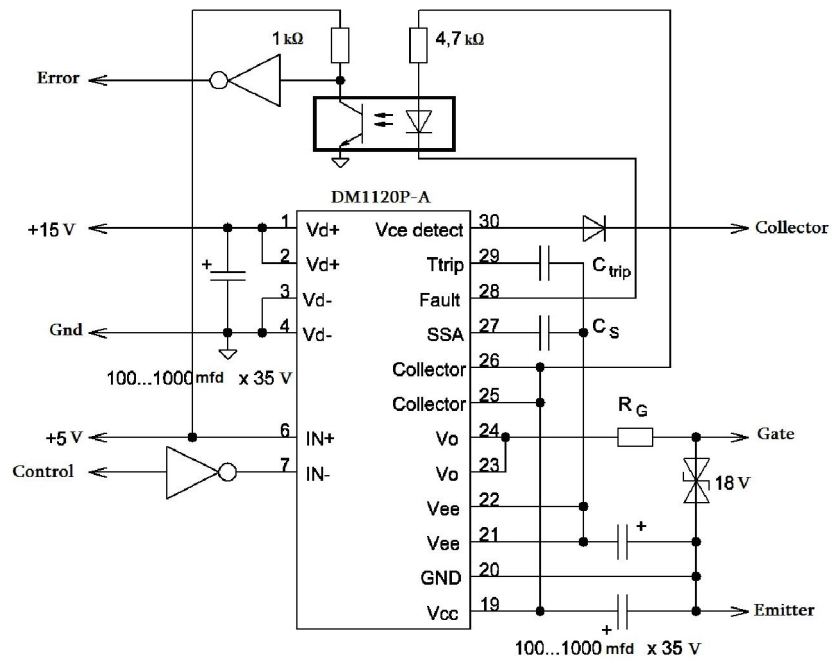 1 kΩ
4,7 kΩ
Error
DM1120P-A
+15 V
1 Vd+
Vce detect 30
Collector
2 Vd+
Ttrip 29
C trip
+
3 Vd-
Fault 28
Gnd
4 Vd-
SSA 27
C S
Collector 26
100...1000 mfd x 35 V
Collector 25
R G
+5 V
6 IN+
Vo 24
Gate
Control
7 IN-
Vo 23
18 V
Vee 22
+
Vee 21
GND 20
Vcc 19
Emitter
+
100...1000 mfd x 35 V